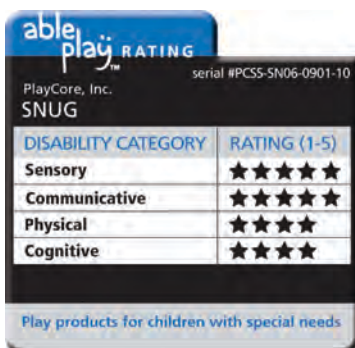 able
play™ RATING
serial #PCSS-SN06-0901-10
PlayCore, Inc.
SNUG
DISABILITY CATEGORY RATING (1-5)
Sensory ★★★★★
Communicative ★★★★★
Physical ★★★★
Cognitive ★★★★
Play products for children with special needs